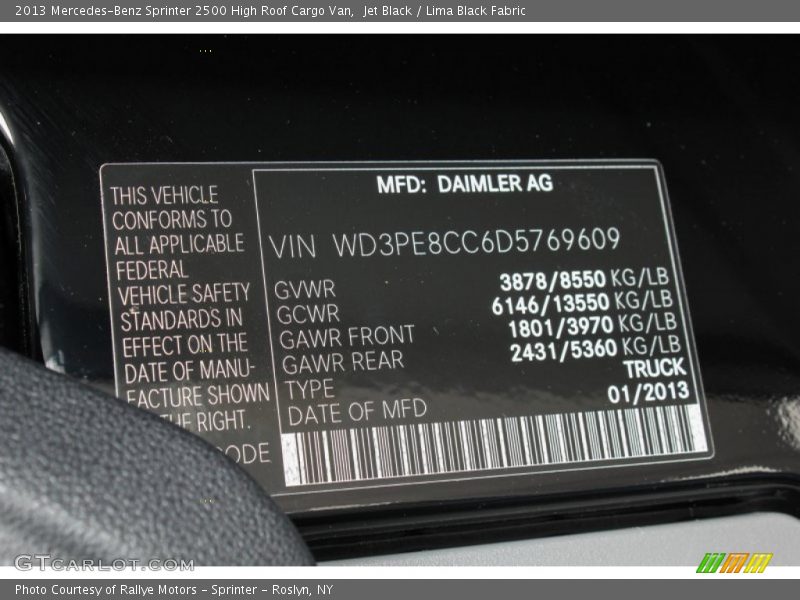 2013 Mercedes-Benz Sprinter 2500 High Roof Cargo Van,  Jet Black / Lima Black Fabric
THIS VEHICLE
CONFORMS TO
ALL APPLICABLE
FEDERAL
VEHICLE SAFETY
STANDARDS IN
EFFECT ON THE
DATE OF MANU-
FACTURE SHOWN
THE RIGHT.
MFD: DAIMLER AG
VIN WD3PE8CC6D5769609
GVWR 3878/8550 KG/LB
GCWR 6146/13550 KG/LB
GAWR FRONT 1801/3970 KG/LB
GAWR REAR 2431/5360 KG/LB
TYPE TRUCK
DATE OF MFD 01/2013
GTCARLOT.COM
Photo Courtesy of Rallye Motors - Sprinter - Roslyn, NY